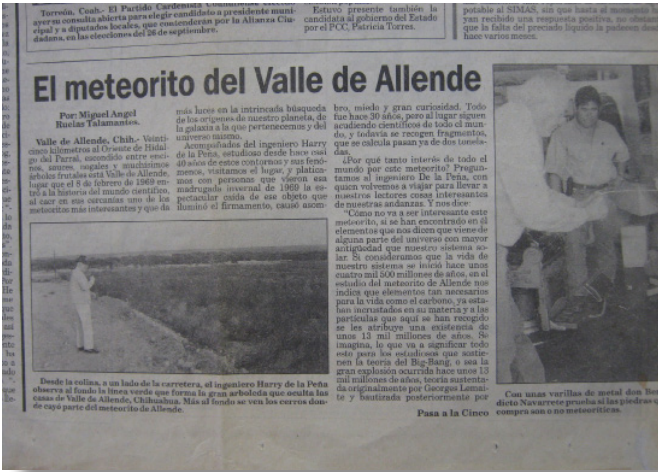 Torreón, Coah.- El Partido Cardenista
ayer su consulta abierta para elegir candidato a presidente muni-
y a diputados locales, que contenderán por la Alianza Ciu-
dadana, en las elecciones del 26 de septiembre.
Estuvo presente también la
candidata al gobierno del Estado
por el PCC, Patricia Torres.
potable al SIMAS, sin que hasta el momento
yan recibido una respuesta positiva, no obstan
que la falta del preciado líquido la padecen desde
hace varios meses.
El meteorito del Valle de Allende
Por: Miguel Angel
Ruelas Talamantes.
Valle de Allende, Chih.- Veinti-
cinco kilómetros al Oriente de Hidal-
go del Parral, escondido entre enci-
nos, sauces, nogales y muchísimos
árboles frutales está Valle de Allende,
lugar que el 8 de febrero de 1969 en-
tró a la historia del mundo científico,
al caer en sus cercanías uno de los
meteoritos más interesantes y que da
más luces en la intrincada búsqueda
de los orígenes de nuestro planeta, de
la galaxia a la que pertenecemos y del
universo mismo.
Acompañados del ingeniero Harry
de la Peña, estudioso desde hace casi
40 años de estos contornos y sus fenó-
menos, visitamos el lugar, y platica-
mos con personas que vieron esa
madrugada invernal de 1969 la es-
pectacular caída de ese objeto que
iluminó el firmamento, causó asom-
bro, miedo y gran curiosidad. Todo
fue hace 30 años, pero al lugar siguen
acudiendo científicos de todo el mun-
do, y todavía se recogen fragmentos,
que se calcula pasan ya de dos tonela-
das.
¿Por qué tanto interés de todo el
mundo por este meteorito? Pregun-
tamos al ingeniero De la Peña, con
quien volvemos a viajar para llevar a
nuestros lectores cosas interesantes
de nuestras andanzas. Y nos dice:
"Cómo no va a ser interesante este
meteorito, si se han encontrado en él
elementos que nos dicen que viene de
alguna parte del universo con mayor
antigüedad que nuestro sistema so-
lar. Si consideramos que la vida de
nuestro sistema se inició hace unos
cuatro mil 500 millones de años, en el
estudio del meteorito de Allende nos
indica que elementos tan necesarios
para la vida como el carbono, ya esta-
ban incrustados en su materia y a las
partículas que aquí se han recogido
se les atribuye una existencia de
unos 13 mil millones de años. Se
imagina, lo que va a significar todo
esto para los estudiosos que sostie-
nen la teoría del Big-Bang, o sea la
gran explosión ocurrida hace unos 13
mil millones de años, teoría sustenta-
da originalmente por Georges Lemai-
te y bautizada posteriormente por
Pasa a la Cinco
Desde la colina, a un lado de la carretera, el ingeniero Harry de la Peña
observa al fondo la línea verde que forma la gran arboleda que oculta las
casas de Valle de Allende, Chihuahua. Más al fondo se ven los cerros don-
de cayó parte del meteorito de Allende.
Con unas varillas de metal don Be
dicto Navarrete prueba si las piedras q
compra son o no meteoríticas.